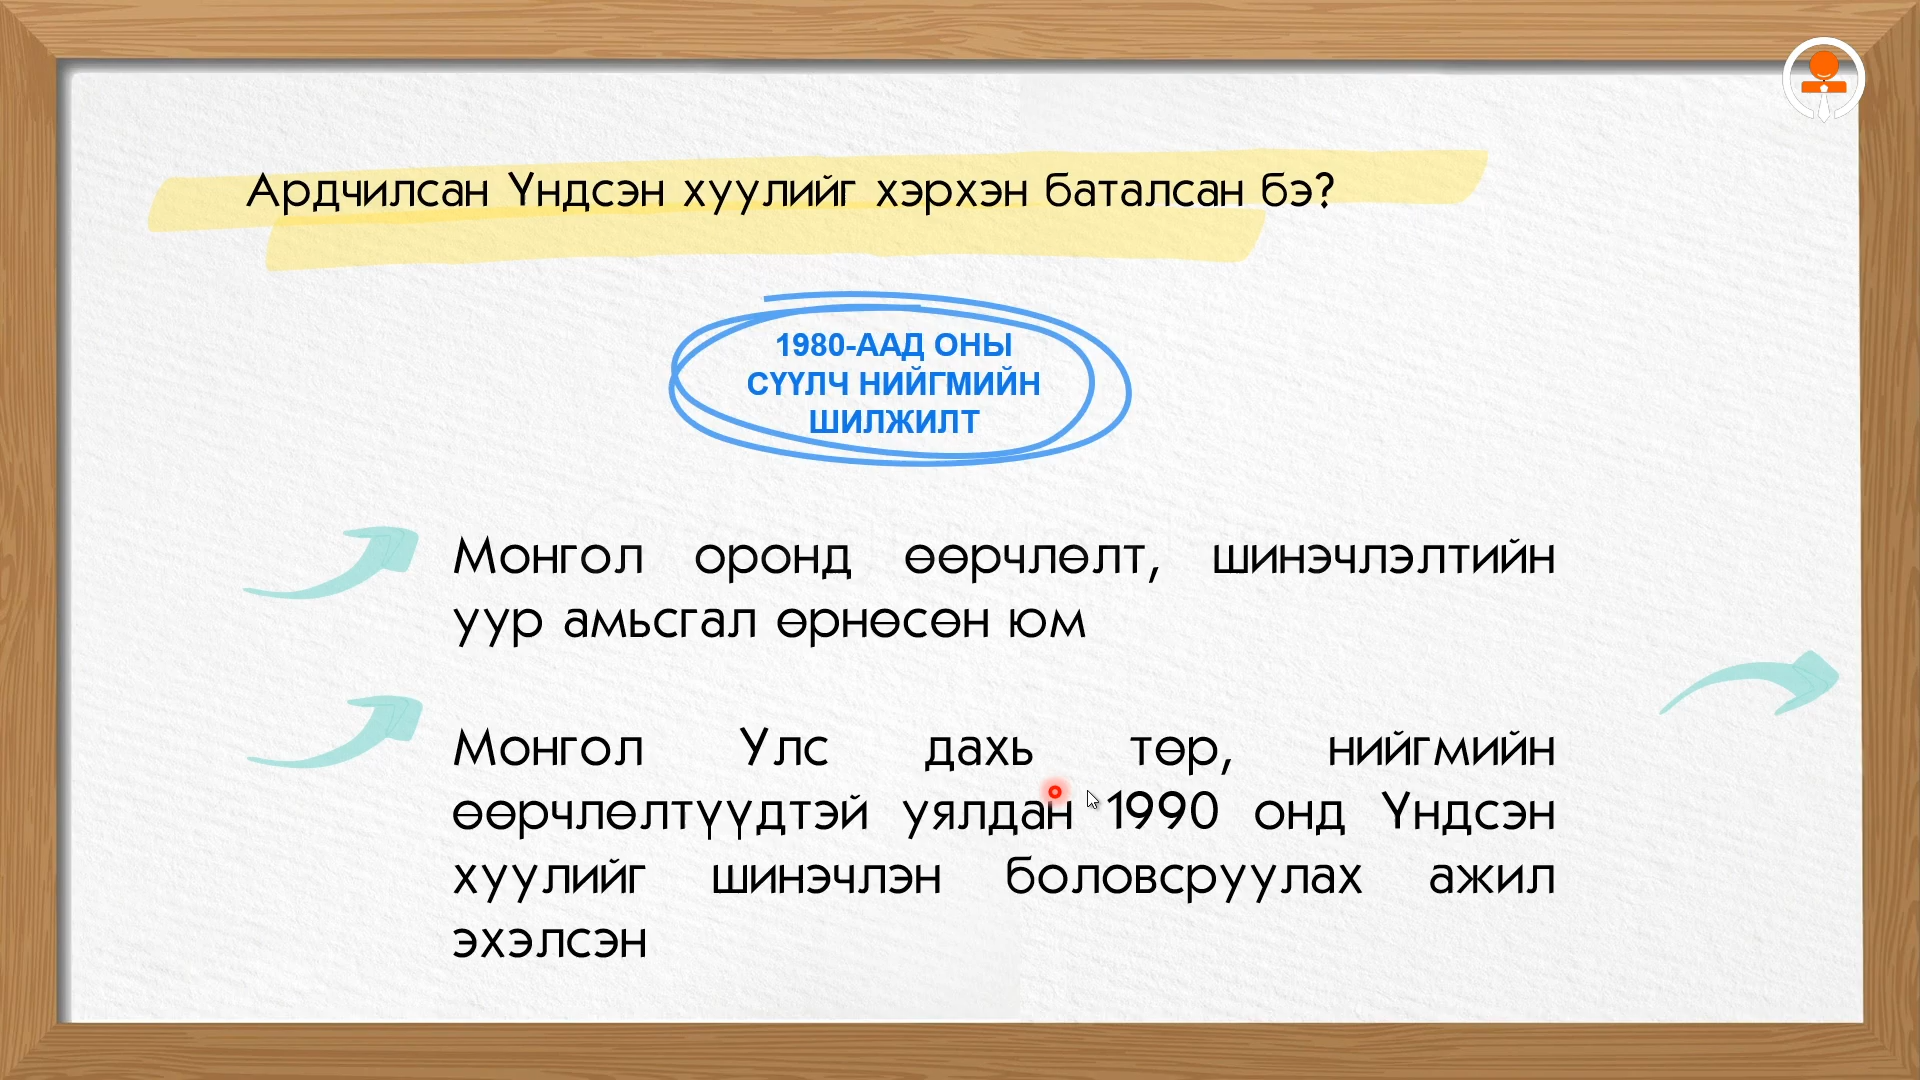 Ардчилсан Үндсэн хуулийг хэрхэн баталсан бэ?
1980-ААД ОНЫ
СҮҮЛЧ НИЙГМИЙН
ШИЛЖИЛТ
Монгол оронд өөрчлөлт, шинэчлэлтийн
уур амьсгал өрнөсөн юм
Монгол Улс дахь төр, нийгмийн
өөрчлөлтүүдтэй уялдан 1990 онд Үндсэн
хуулийг шинэчлэн боловсруулах ажил
эхэлсэн